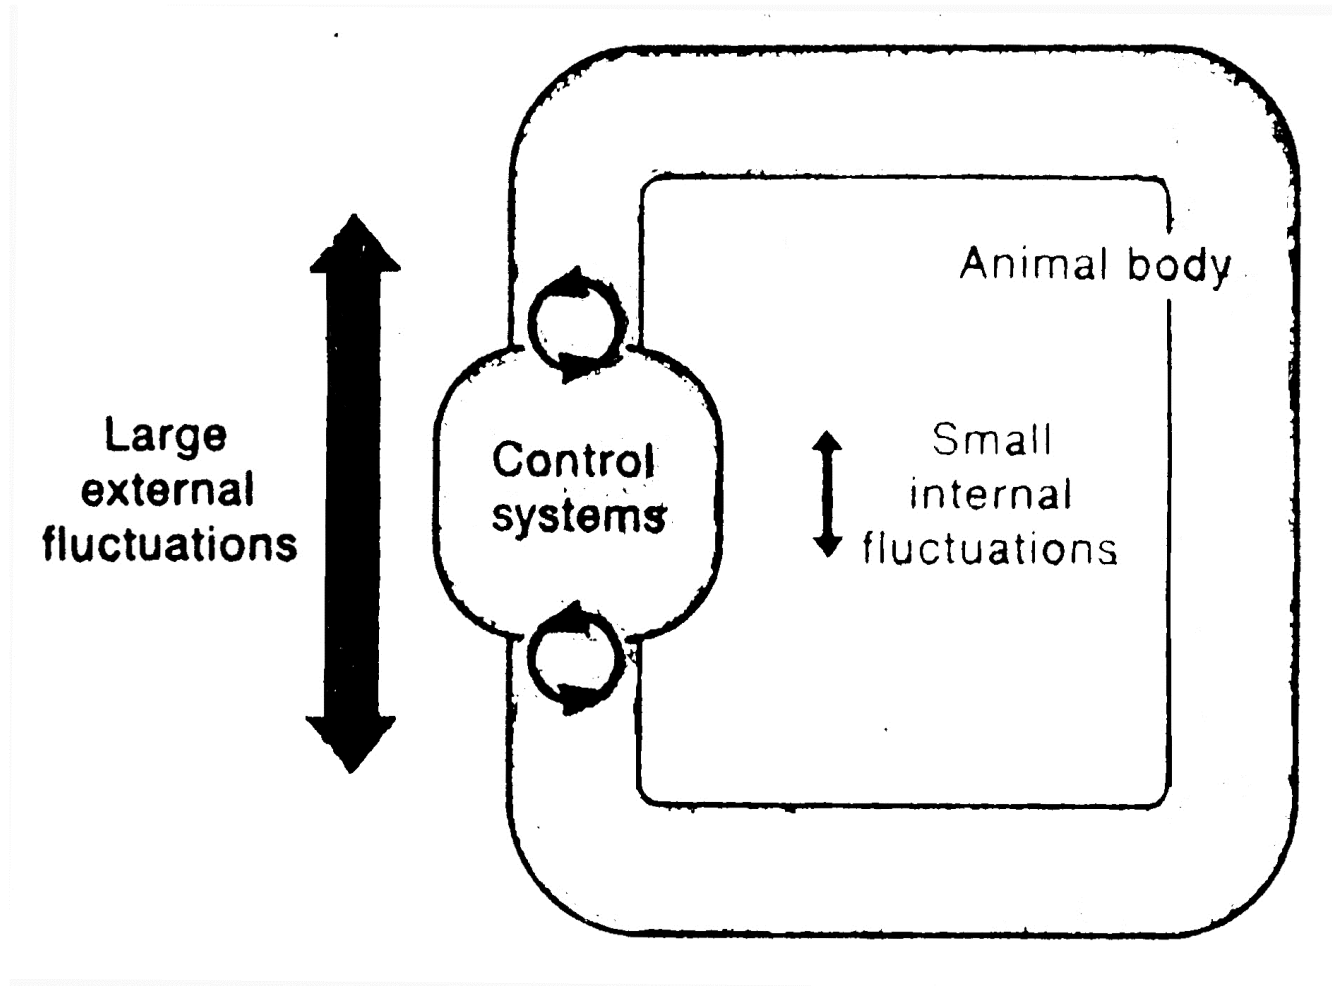 Animal body
Large
external
fluctuations
Control
systems
Small
internal
fluctuations